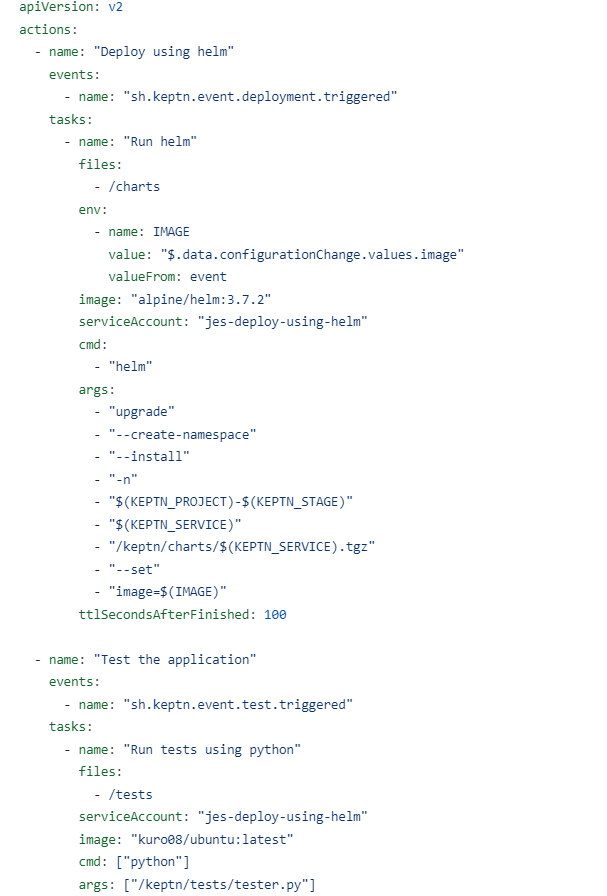 apiVersion: v2
actions:
  - name: "Deploy using helm"
    events:
      - name: "sh.keptn.event.deployment.triggered"
    tasks:
      - name: "Run helm"
        files:
          - /charts
        env:
          - name: IMAGE
            value: "$.data.configurationChange.values.image"
            valueFrom: event
        image: "alpine/helm:3.7.2"
        serviceAccount: "jes-deploy-using-helm"
        cmd:
          - "helm"
        args:
          - "upgrade"
          - "--create-namespace"
          - "--install"
          - "-n"
          - "$(KEPTN_PROJECT)-$(KEPTN_STAGE)"
          - "$(KEPTN_SERVICE)"
          - "/keptn/charts/$(KEPTN_SERVICE).tgz"
          - "--set"
          - "image=$(IMAGE)"
        ttlSecondsAfterFinished: 100

  - name: "Test the application"
    events:
      - name: "sh.keptn.event.test.triggered"
    tasks:
      - name: "Run tests using python"
        files:
          - /tests
        serviceAccount: "jes-deploy-using-helm"
        image: "kuro08/ubuntu:latest"
        cmd: ["python"]
        args: ["/keptn/tests/tester.py"]